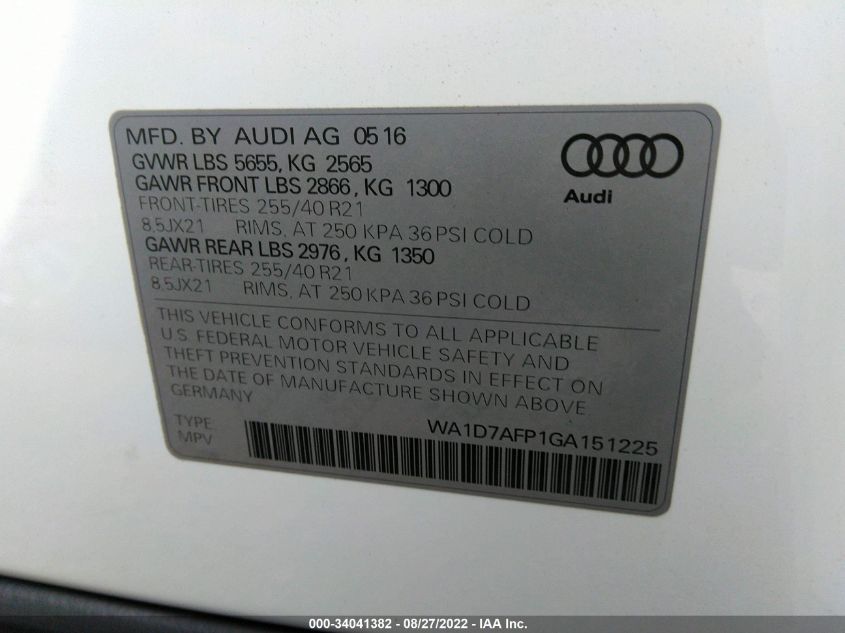 MFD. BY AUDI AG 05 16
GVWR LBS 5655, KG 2565
GAWR FRONT LBS 2866, KG 1300
FRONT-TIRES 255/40 R21
8,5JX21 RIMS, AT 250 KPA 36 PSI COLD
GAWR REAR LBS 2976, KG 1350
REAR-TIRES 255/40 R21
8,5JX21 RIMS, AT 250 KPA 36 PSI COLD
Audi
THIS VEHICLE CONFORMS TO ALL APPLICABLE
U.S. FEDERAL MOTOR VEHICLE SAFETY AND
THEFT PREVENTION STANDARDS IN EFFECT ON
THE DATE OF MANUFACTURE SHOWN ABOVE
GERMANY
TYPE:
MPV
WA1D7AFP1GA151225
000-34041382 - 08/27/2022 - IAA Inc.